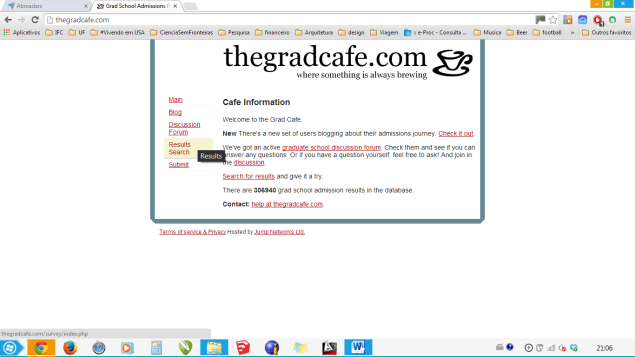 Abreaders
Grad School Admissions R
thegradcafe.com
Aplicativos IFC UF #Vivendo em USA CienciaSemFronteiras financeiro Arquitetura design Viagem :: e-Proc - Consulta ... Musica Beer football » Outros favoritos
thegradcafe.com
where something is always brewing
Main
Blog
Discussion
Forum
Results
Search
Submit
Results
Cafe Information
Welcome to the Grad Cafe.
New There's a new set of users blogging about their admissions journey. Check it out.
We've got an active graduate school discussion forum. Check them and see if you can
answer any questions. Or if you have a question yourself, feel free to ask! And join in
the discussion.
Search for results and give it a try.
There are 306940 grad school admission results in the database.
Contact: help at thegradcafe.com.
Terms of service & Privacy Hosted by Jump Networks Ltd.
thegradcafe.com/survey/index.php
21:06